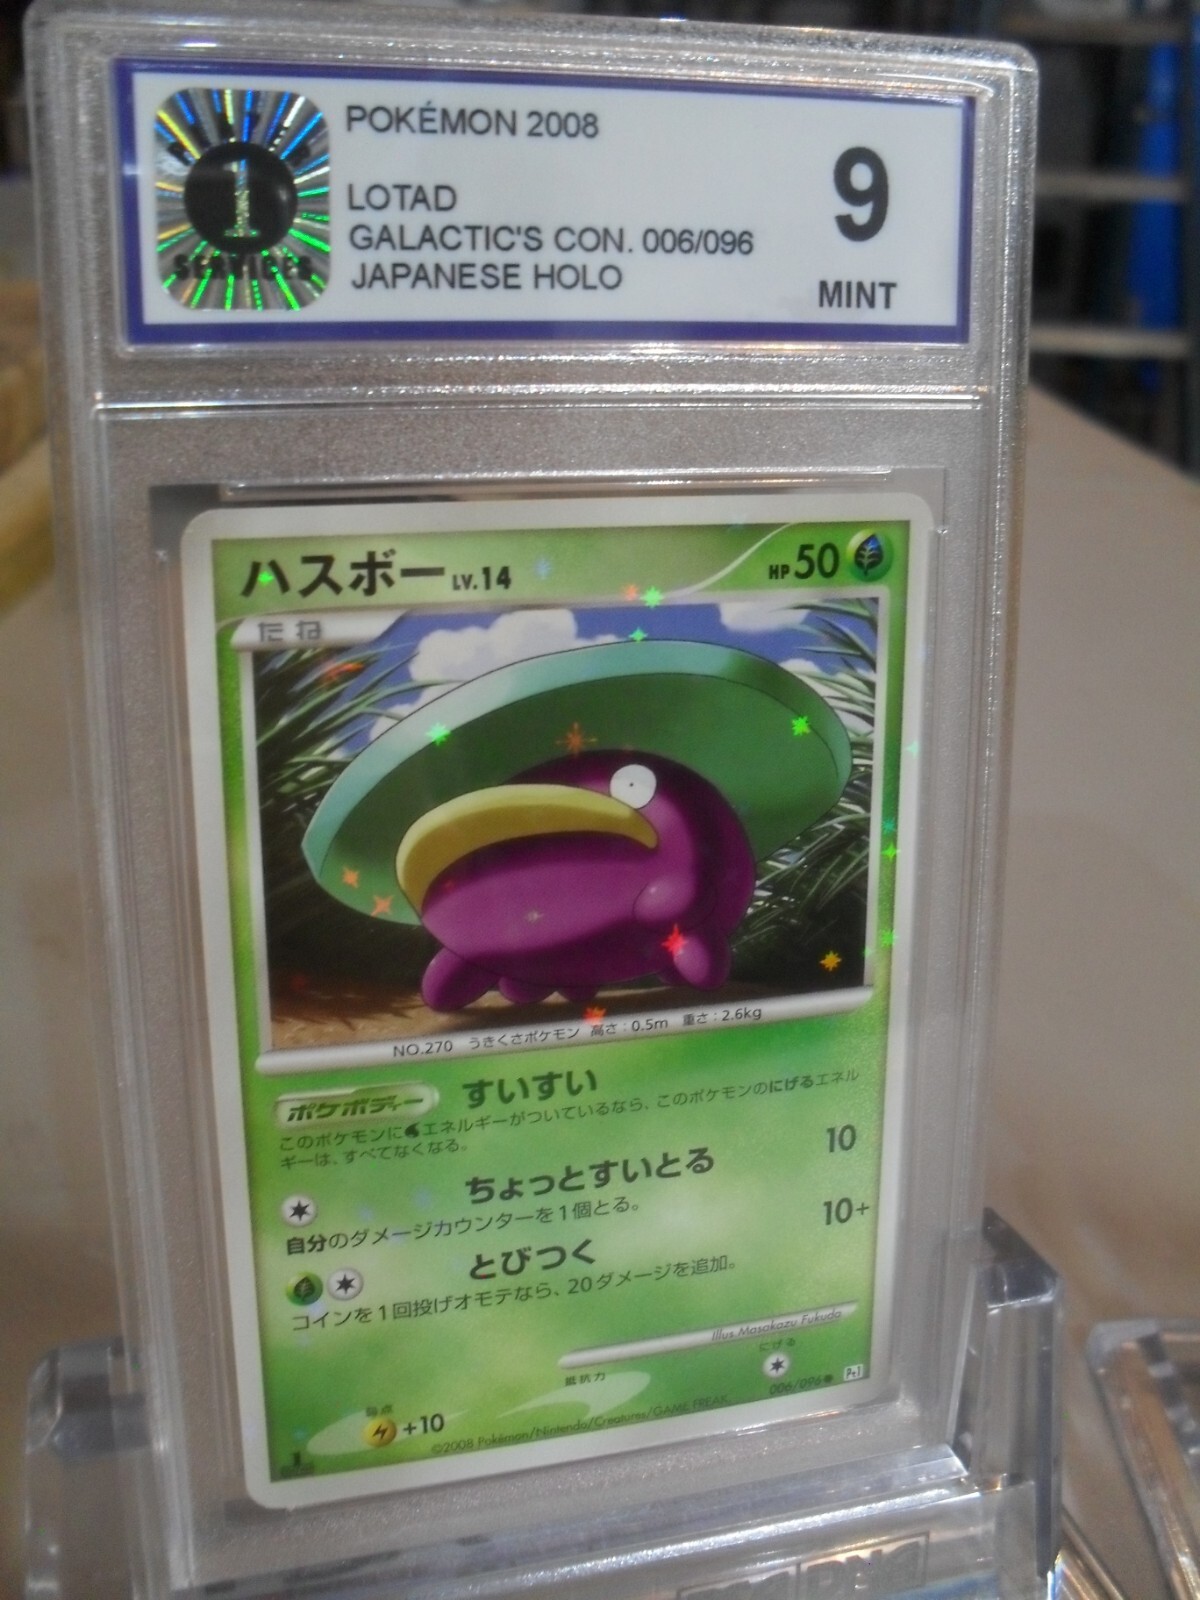 POKÉMON 2008
LOTAD
GALACTIC'S CON. 006/096
JAPANESE HOLO
9
MINT
1
SERVICES
ハスボー LV.14
HP 50
たね
NO.270 うきくさポケモン 高さ:0.5m 重さ:2.6kg
ポケボディー すいすい
このポケモンにエネルギーがついているなら、このポケモンのにげるエネル
ギーは、すべてなくなる。
ちょっとすいとる 10
自分のダメージカウンターを1個とる。
とびつく 10+
コインを1回投げオモテなら、20ダメージを追加。
Illus Masakazu Fukuda
弱点
+10
抵抗力
にげる
006/096
Pt1
©2008 Pokémon/Nintendo/Creatures/GAME FREAK.
1